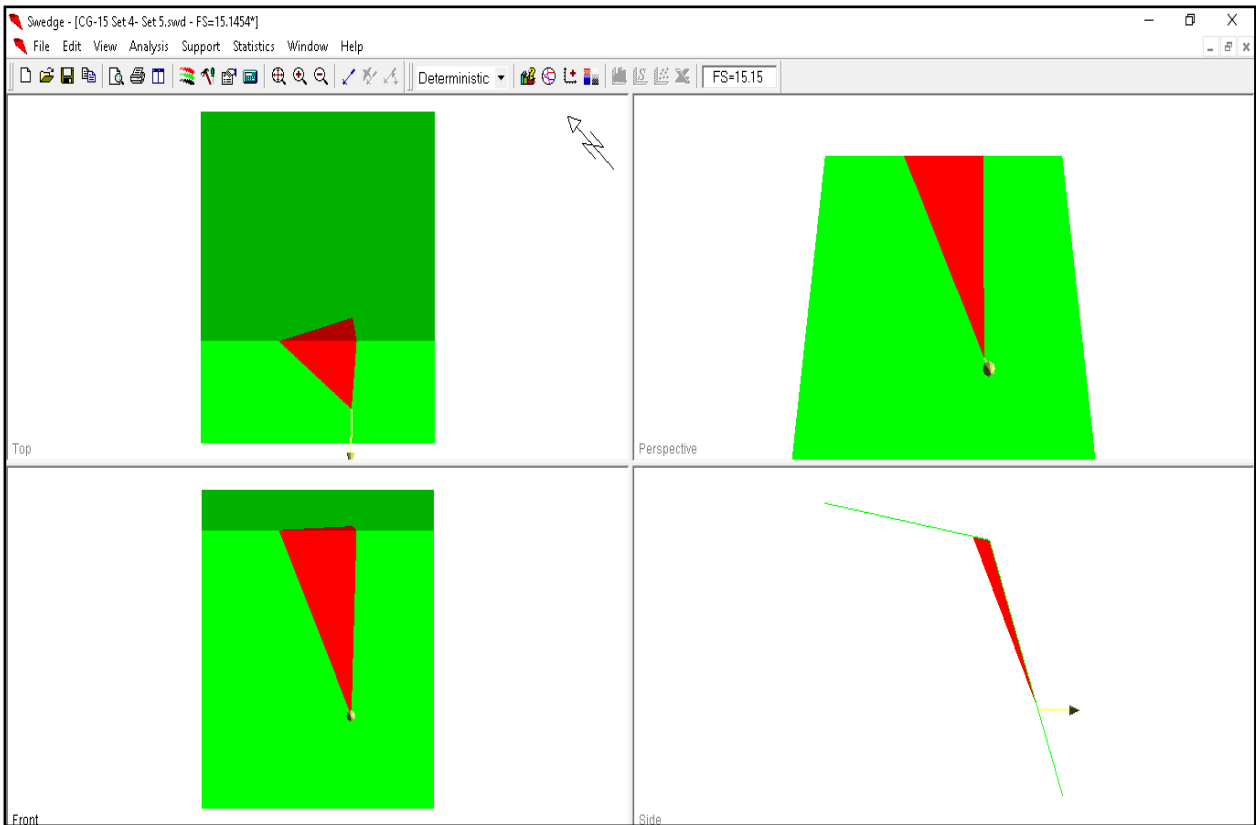 Swedge - [CG-15 Set 4- Set 5.swd - FS=15.1454*]
File Edit View Analysis Support Statistics Window Help
Deterministic FS=15.15
Top
Perspective
Front
Side